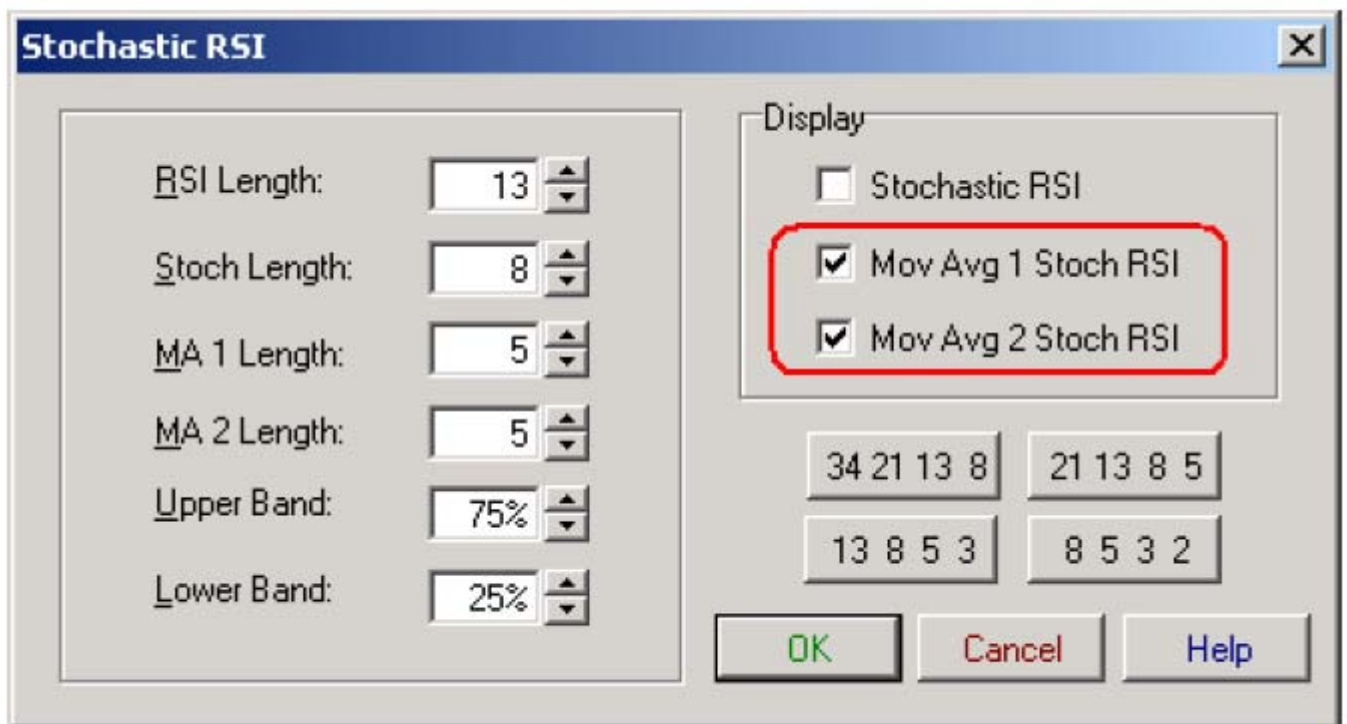 Stochastic RSI
RSI Length: 13
Stoch Length: 8
MA 1 Length: 5
MA 2 Length: 5
Upper Band: 75%
Lower Band: 25%
Display
Stochastic RSI
Mov Avg 1 Stoch RSI
Mov Avg 2 Stoch RSI
34 21 13 8
21 13 8 5
13 8 5 3
8 5 3 2
OK
Cancel
Help